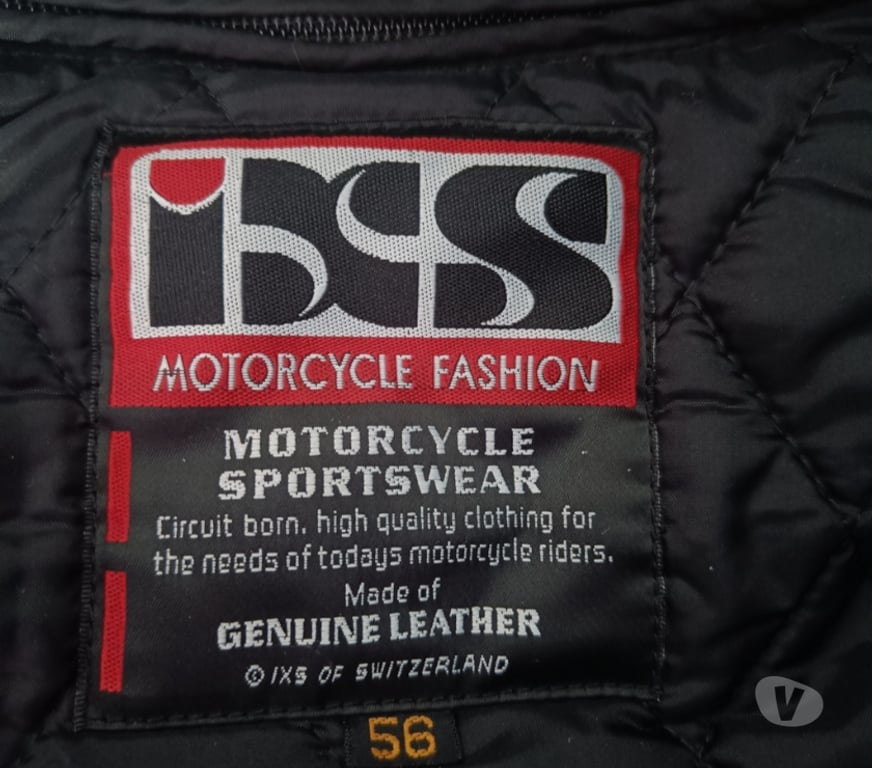 ixs
MOTORCYCLE FASHION
MOTORCYCLE
SPORTSWEAR
Circuit born. high quality clothing for
the needs of todays motorcycle riders.
Made of
GENUINE LEATHER
© IXS OF SWITZERLAND
56
V